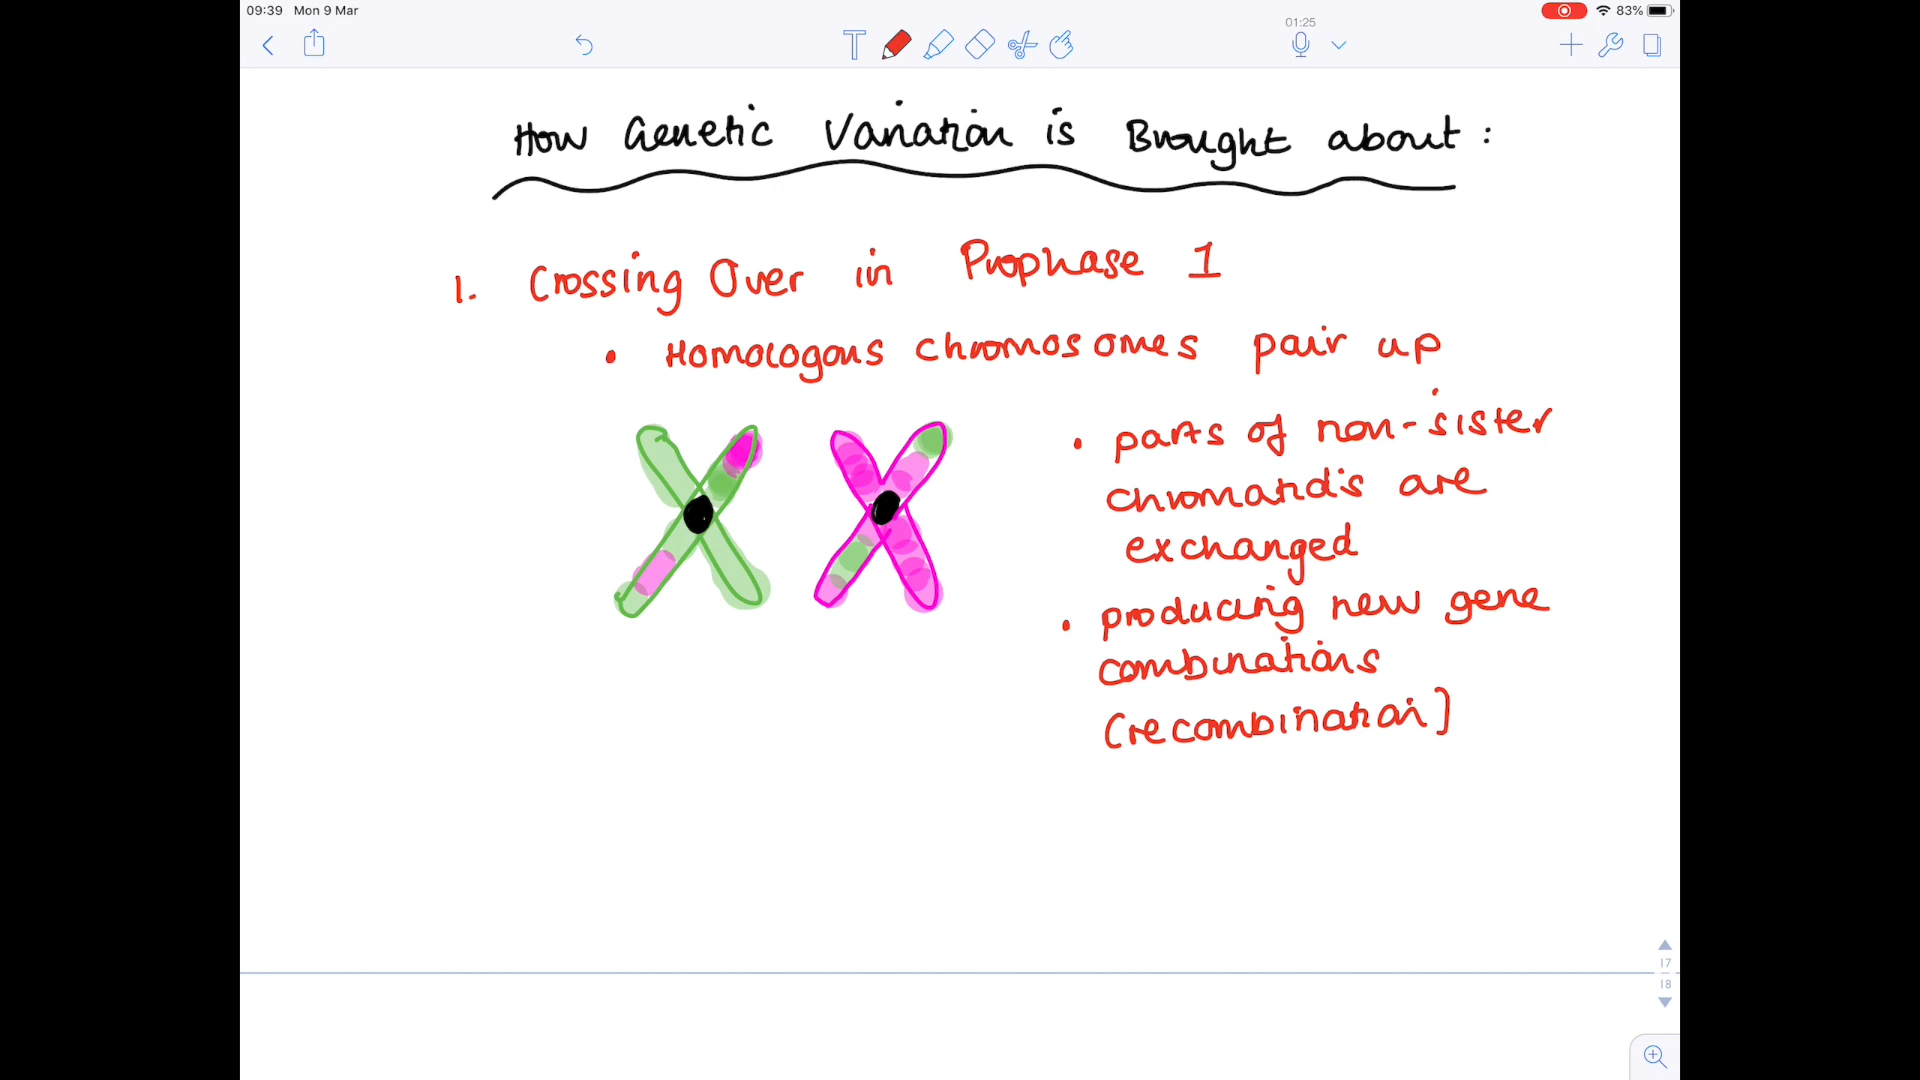 09:39 Mon 9 Mar
83%
01:25
T
How Genetic Variation is Brought about :
1. Crossing Over in Prophase 1
• Homologous chromosomes pair up
• parts of non-sister
chromatids are
exchanged
• producing new gene
combinations
(recombination]
17
18